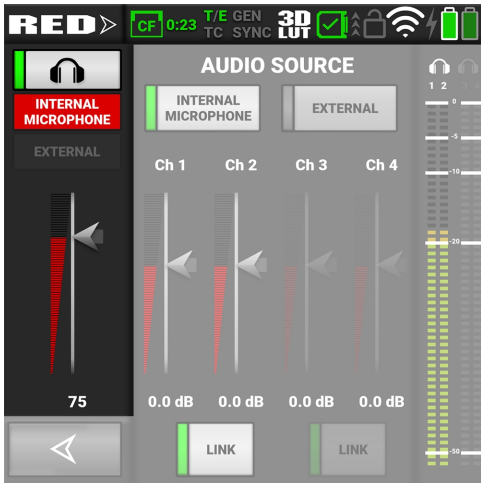 RED
CF 0:23 T/E GEN 3D
TC SYNC LUT
AUDIO SOURCE
INTERNAL
MICROPHONE
EXTERNAL
INTERNAL
MICROPHONE
EXTERNAL
Ch 1 Ch 2 Ch 3 Ch 4
75
0.0 dB 0.0 dB 0.0 dB 0.0 dB
LINK LINK
1 2 3 4
0
-5
-10
-20
-50